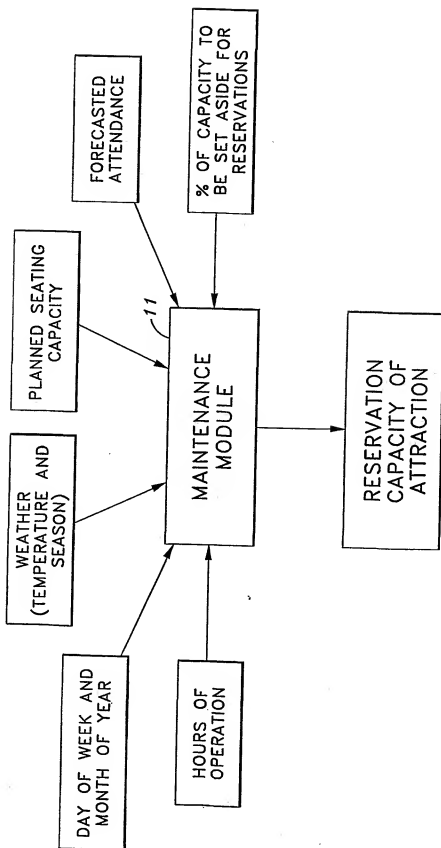 DAY OF WEEK AND
MONTH OF YEAR
WEATHER
(TEMPERATURE AND
SEASON)
PLANNED SEATING
CAPACITY
FORECASTED
ATTENDANCE
HOURS OF
OPERATION
11
MAINTENANCE
MODULE
% OF CAPACITY TO
BE SET ASIDE FOR
RESERVATIONS
RESERVATION
CAPACITY OF
ATTRACTION